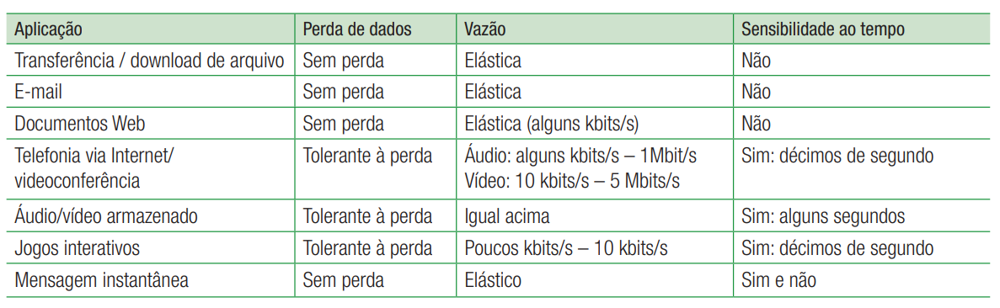 Aplicação Perda de dados Vazão Sensibilidade ao tempo
Transferência / download de arquivo Sem perda Elástica Não
E-mail Sem perda Elástica Não
Documentos Web Sem perda Elástica (alguns kbits/s) Não
Telefonia via Internet/ Tolerante à perda Áudio: alguns kbits/s – 1Mbit/s Sim: décimos de segundo
videoconferência Vídeo: 10 kbits/s – 5 Mbits/s
Áudio/vídeo armazenado Tolerante à perda Igual acima Sim: alguns segundos
Jogos interativos Tolerante à perda Poucos kbits/s – 10 kbits/s Sim: décimos de segundo
Mensagem instantânea Sem perda Elástico Sim e não